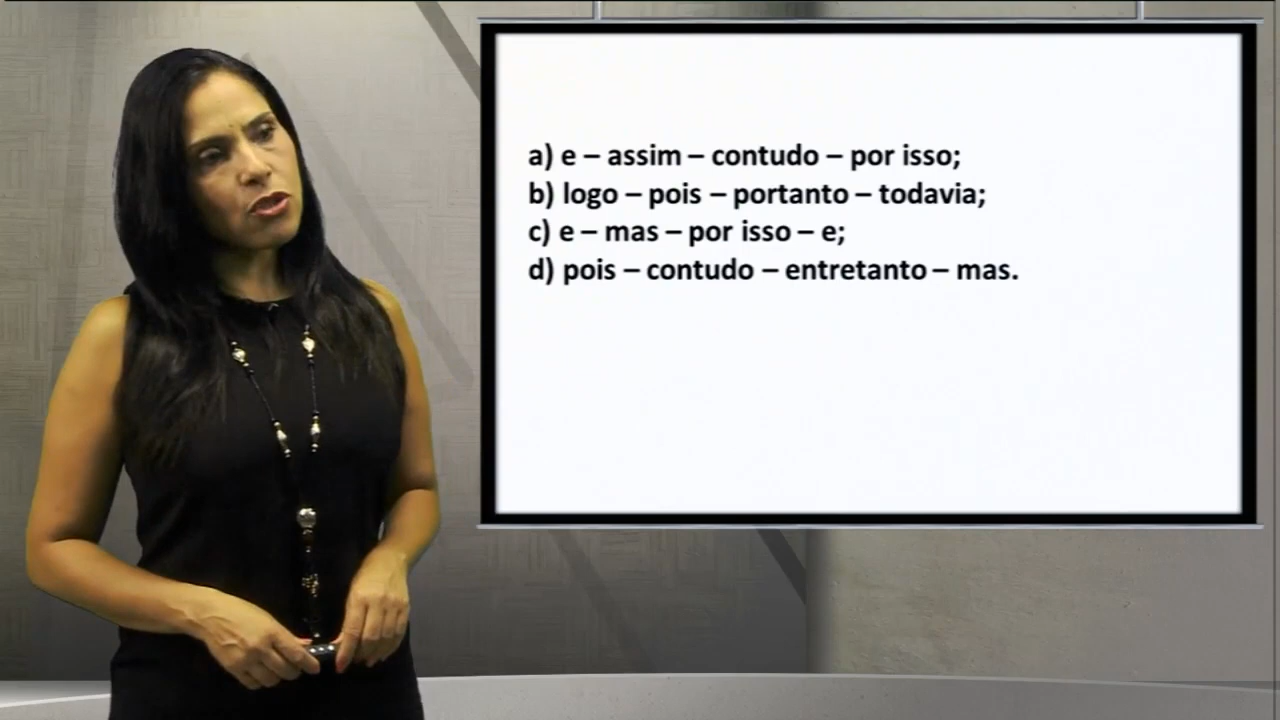 a) e – assim – contudo – por isso;
b) logo – pois – portanto – todavia;
c) e – mas – por isso – e;
d) pois – contudo – entretanto – mas.